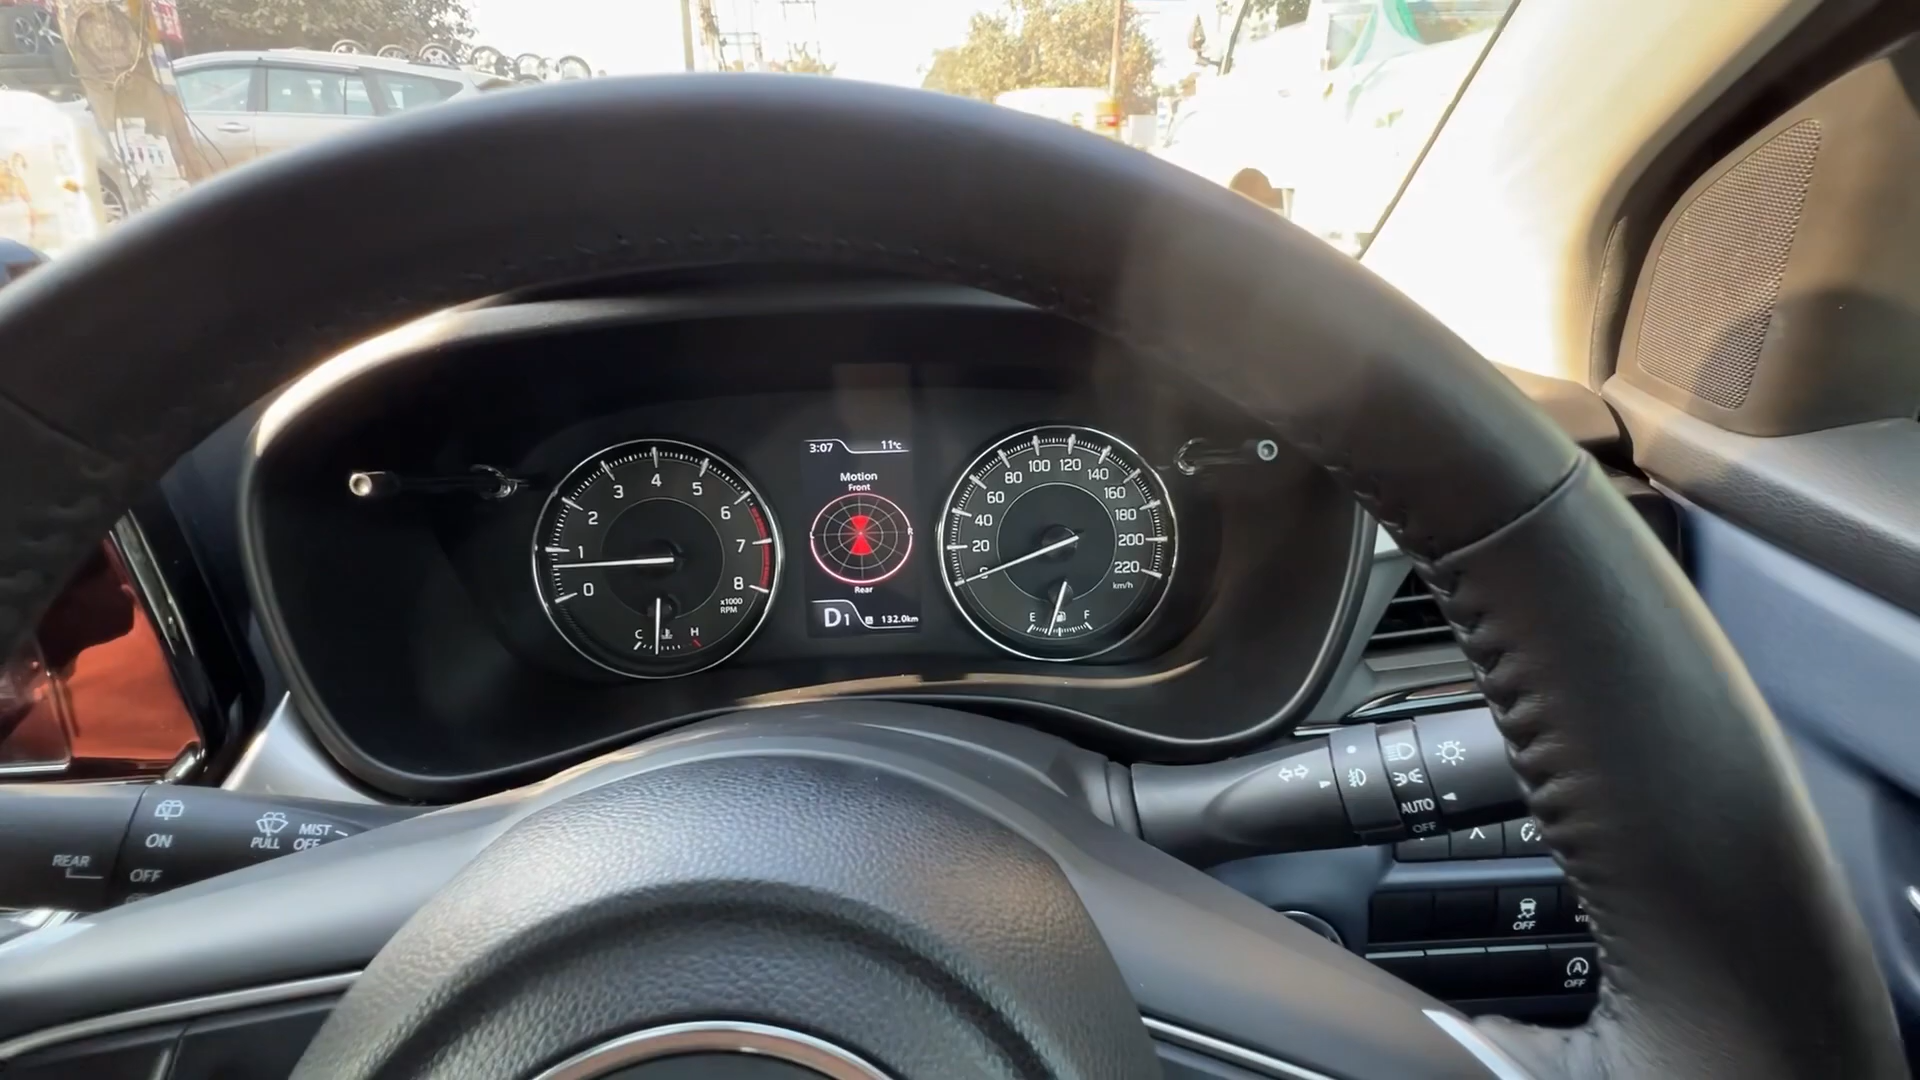 3:07 11°C
Motion
Front
L R
Rear
D1 A 132.0km
0
1
2
3
4
5
6
7
8
x1000
RPM
C H
20
40
60
80
100
120
140
160
180
200
220
km/h
E F
REAR
ON
OFF
PULL
MIST
OFF
AUTO
OFF
OFF
OFF